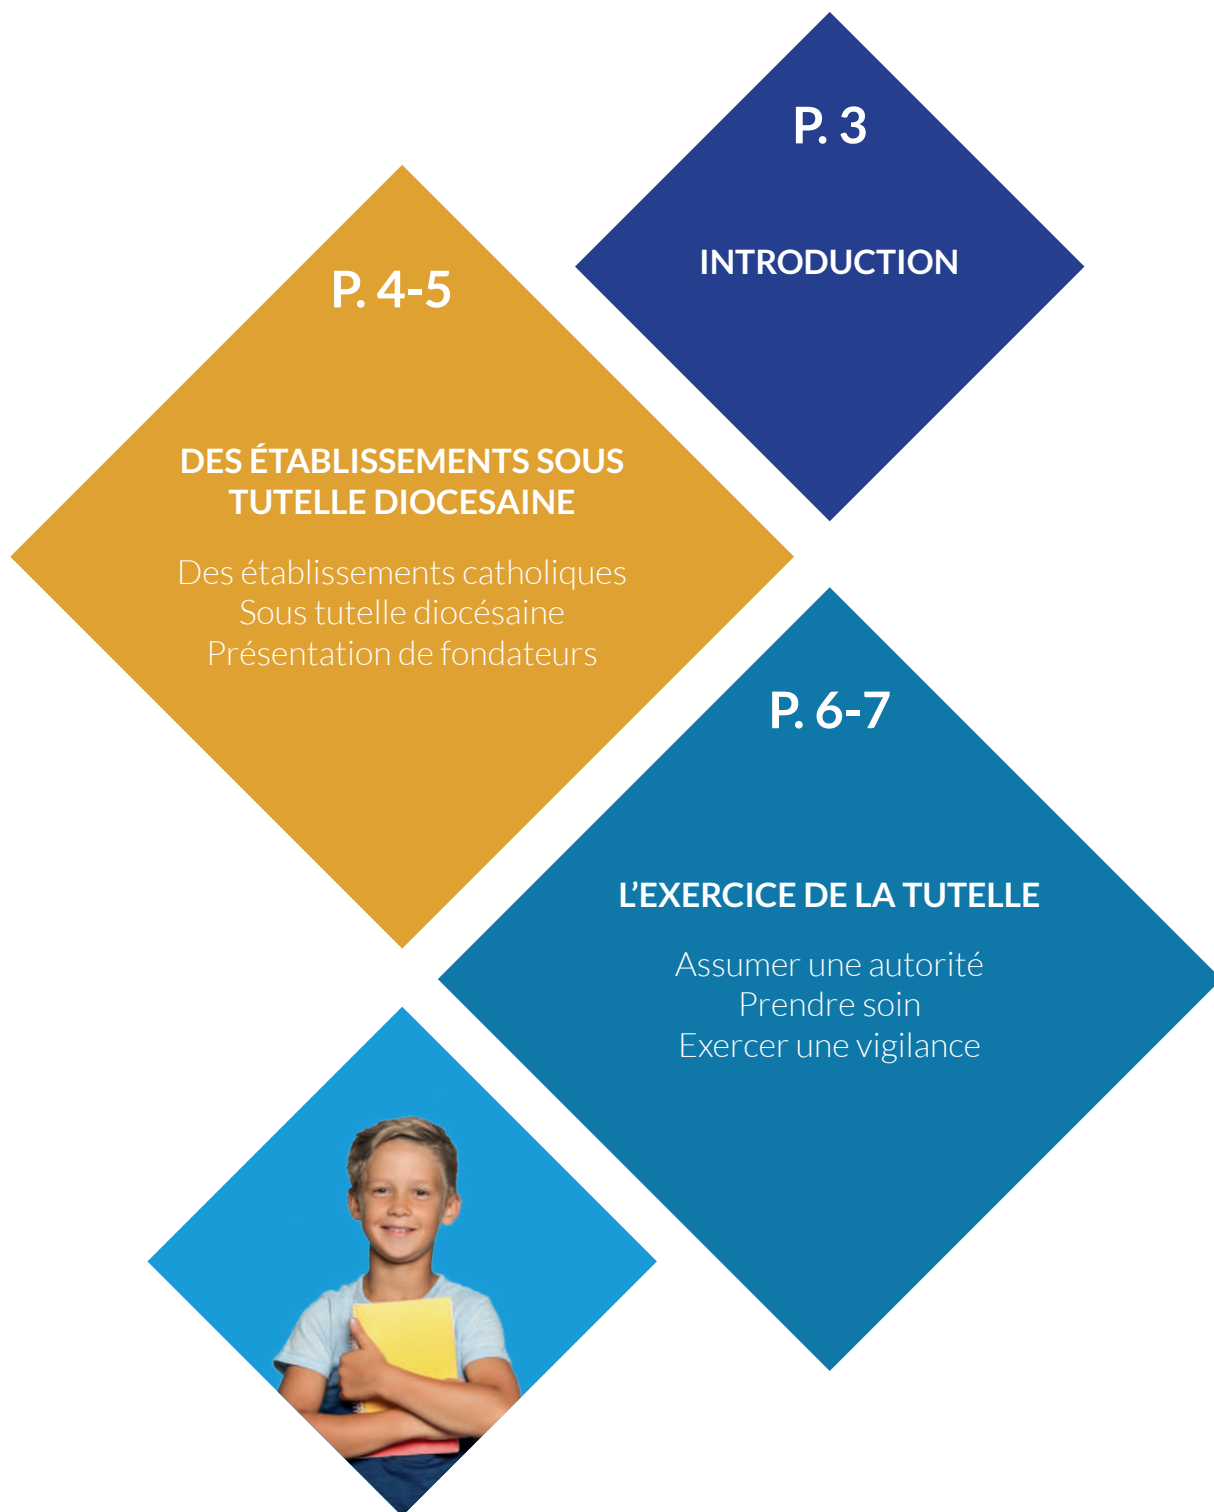 P. 3
INTRODUCTION
P. 4-5
DES ÉTABLISSEMENTS SOUS
TUTELLE DIOCESAINE
Des établissements catholiques
Sous tutelle diocésaine
Présentation de fondateurs
P. 6-7
L'EXERCICE DE LA TUTELLE
Assumer une autorité
Prendre soin
Exercer une vigilance